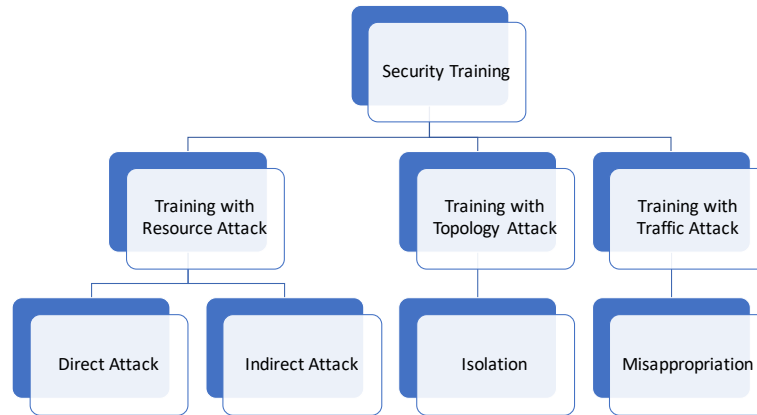 Security Training
Training with
Resource Attack
Training with
Topology Attack
Training with
Traffic Attack
Direct Attack
Indirect Attack
Isolation
Misappropriation